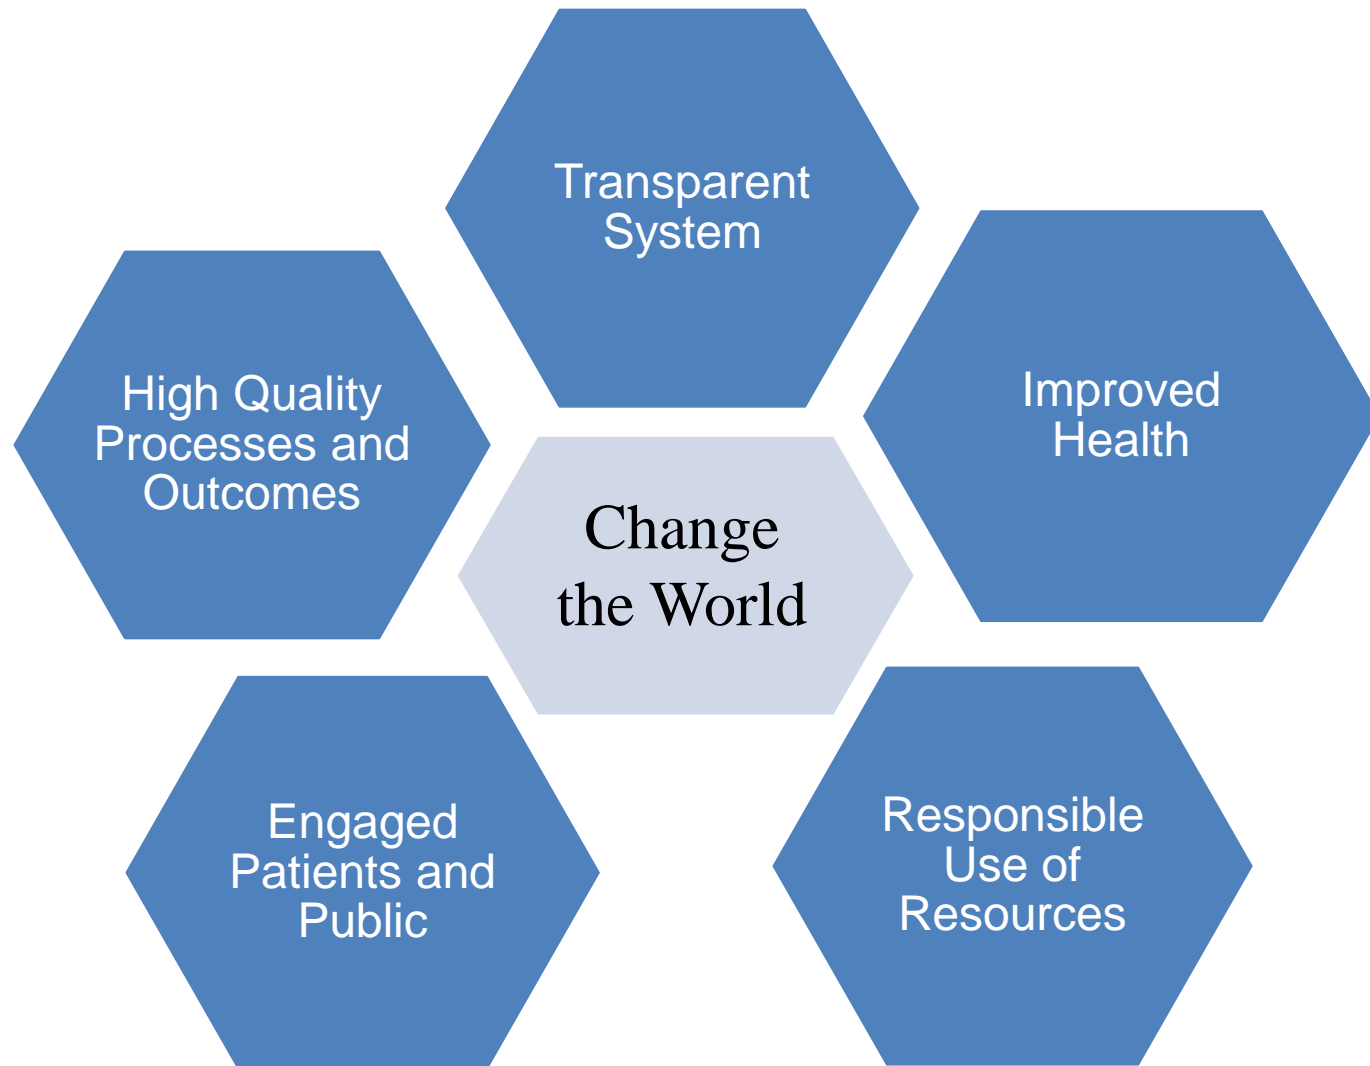 Transparent
System
High Quality
Processes and
Outcomes
Improved
Health
Change
the World
Engaged
Patients and
Public
Responsible
Use of
Resources